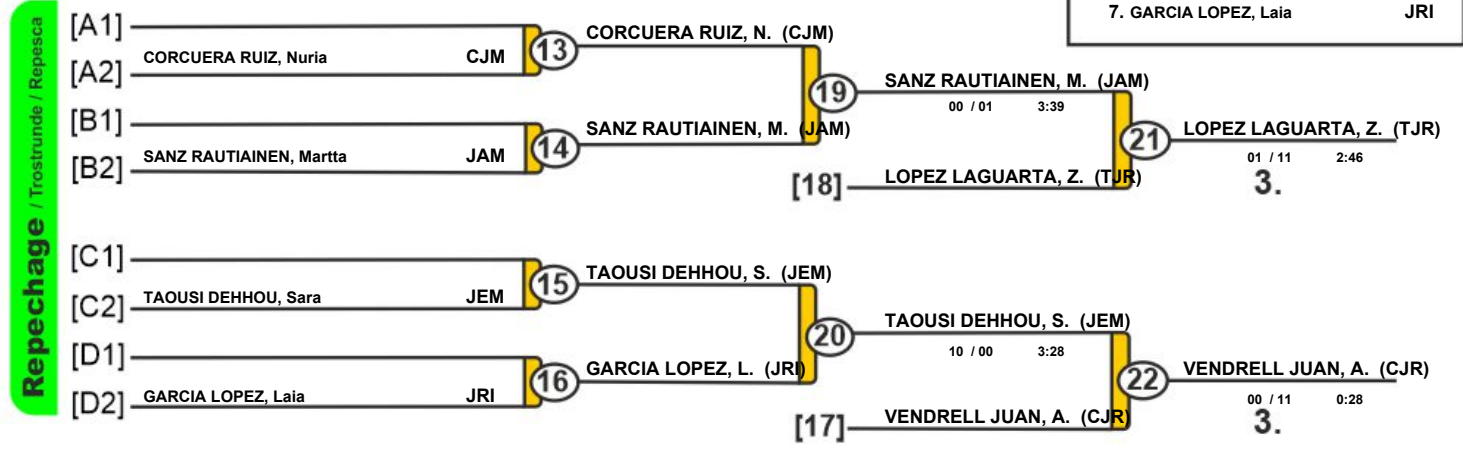 Repechage / Trostrunde / Repesca
7. GARCIA LOPEZ, Laia JRI
[A1]
CORCUERA RUIZ, Nuria CJM
[A2]
13
CORCUERA RUIZ, N. (CJM)
[B1]
SANZ RAUTIAINEN, Martta JAM
[B2]
14
SANZ RAUTIAINEN, M. (JAM)
19
SANZ RAUTIAINEN, M. (JAM)
00 / 01 3:39
[18]
LOPEZ LAGUARTA, Z. (TJR)
21
LOPEZ LAGUARTA, Z. (TJR)
01 / 11 2:46
3.
[C1]
TAOUSI DEHHOU, Sara JEM
[C2]
15
TAOUSI DEHHOU, S. (JEM)
[D1]
GARCIA LOPEZ, Laia JRI
[D2]
16
GARCIA LOPEZ, L. (JRI)
20
TAOUSI DEHHOU, S. (JEM)
10 / 00 3:28
[17]
VENDRELL JUAN, A. (CJR)
22
VENDRELL JUAN, A. (CJR)
00 / 11 0:28
3.